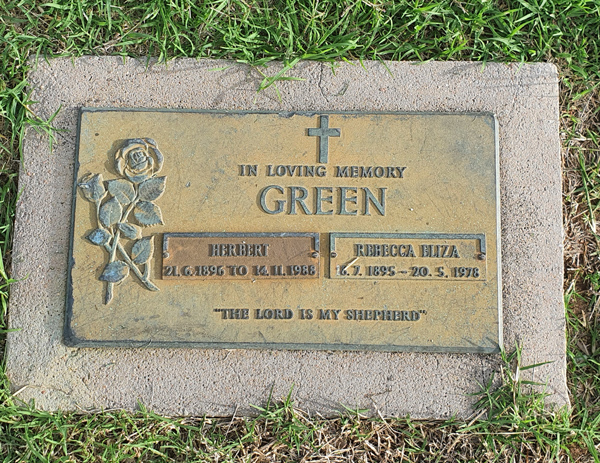 IN LOVING MEMORY
GREEN
HERBERT
21.6.1896 TO 14.11.1988
REBECCA ELIZA
6.7.1895 - 20.5.1978
"THE LORD IS MY SHEPHERD"